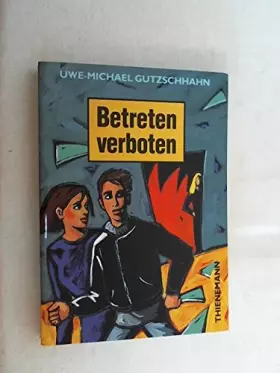 UWE-MICHAEL GUTZSCHHAHN
Betreten
verboten
THIENEMANN